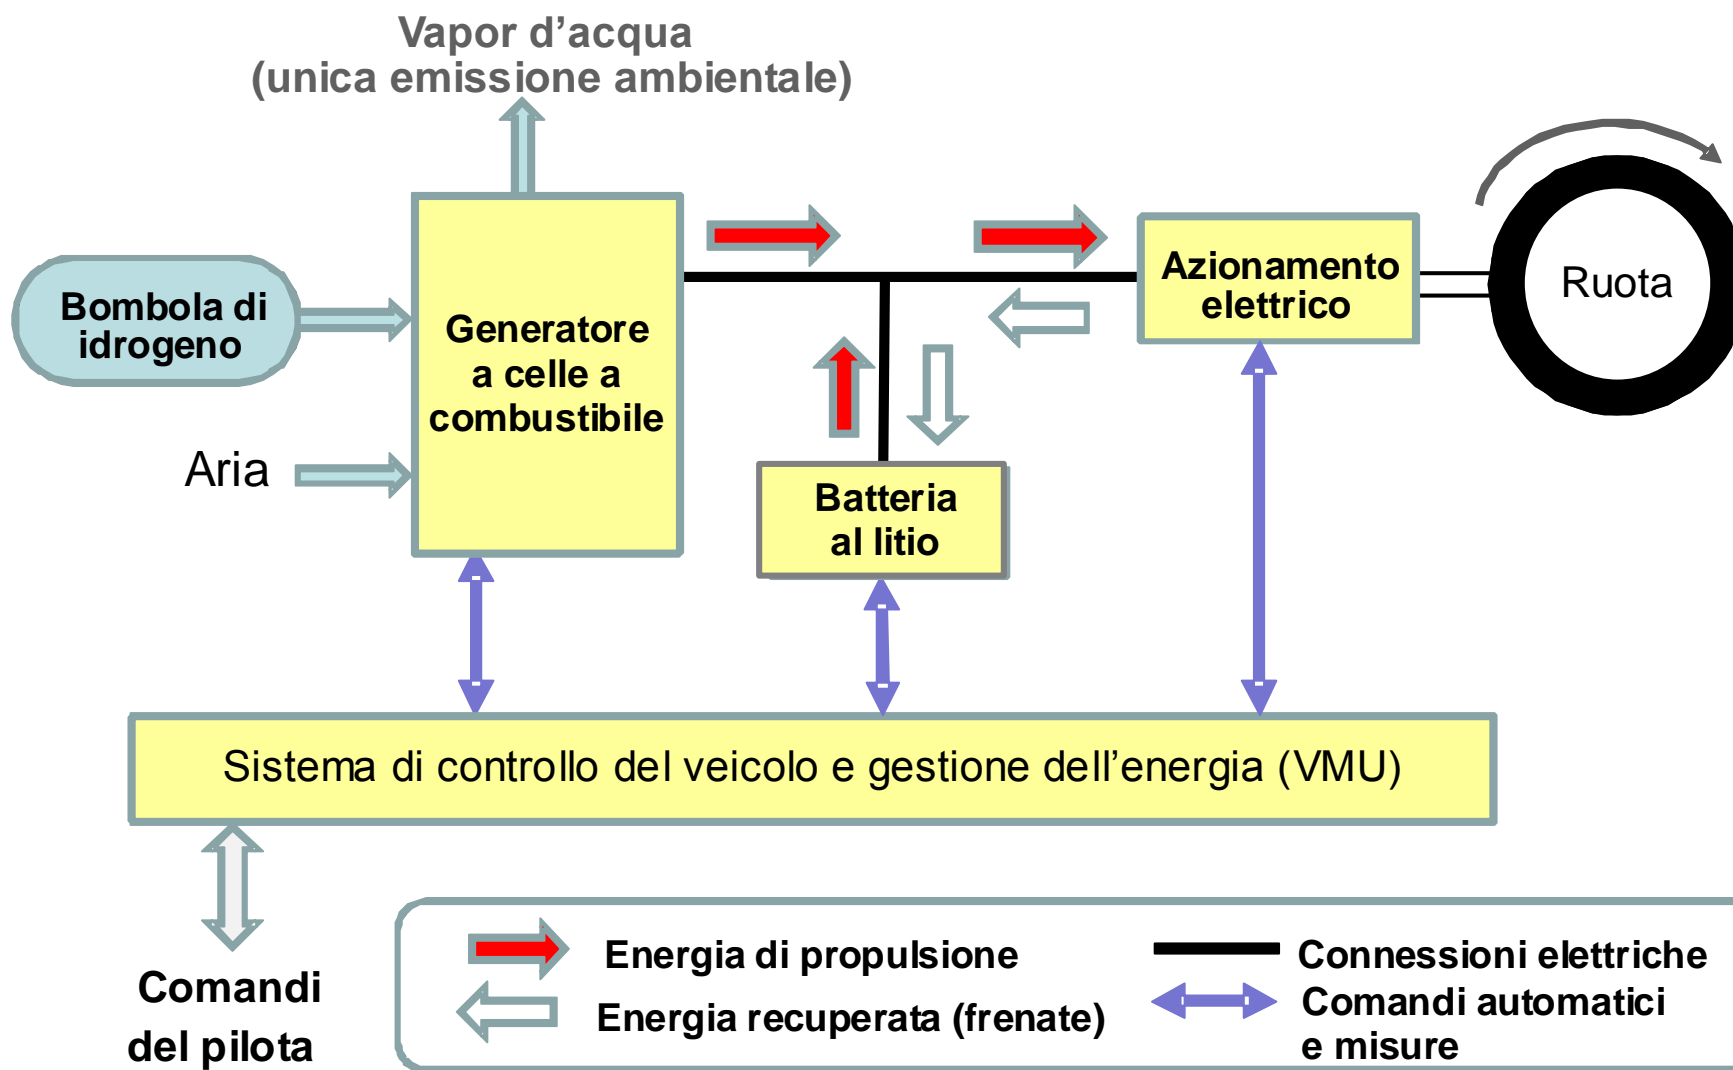 Vapor d’acqua
(unica emissione ambientale)
Bombola di
idrogeno
Aria
Generatore
a celle a
combustibile
Batteria
al litio
Azionamento
elettrico
Ruota
Sistema di controllo del veicolo e gestione dell’energia (VMU)
Comandi
del pilota
Energia di propulsione
Energia recuperata (frenate)
Connessioni elettriche
Comandi automatici
e misure